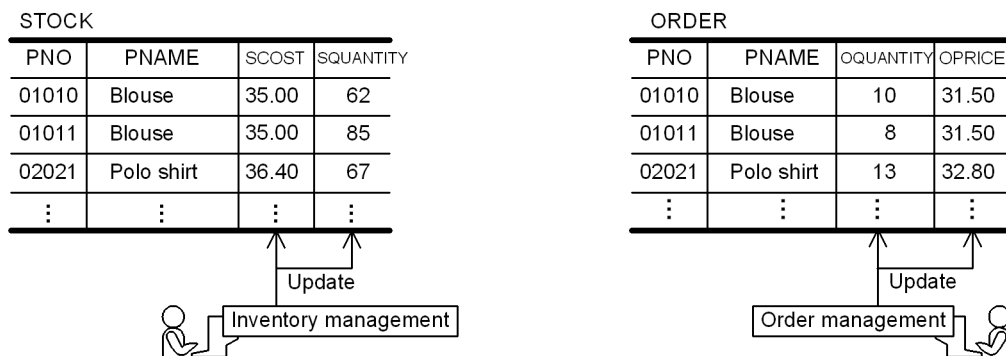 STOCK
PNO PNAME SCOST SQUANTITY
01010 Blouse 35.00 62
01011 Blouse 35.00 85
02021 Polo shirt 36.40 67
⋮ ⋮ ⋮ ⋮
Update
Inventory management
ORDER
PNO PNAME OQUANTITY OPRICE
01010 Blouse 10 31.50
01011 Blouse 8 31.50
02021 Polo shirt 13 32.80
⋮ ⋮ ⋮ ⋮
Update
Order management